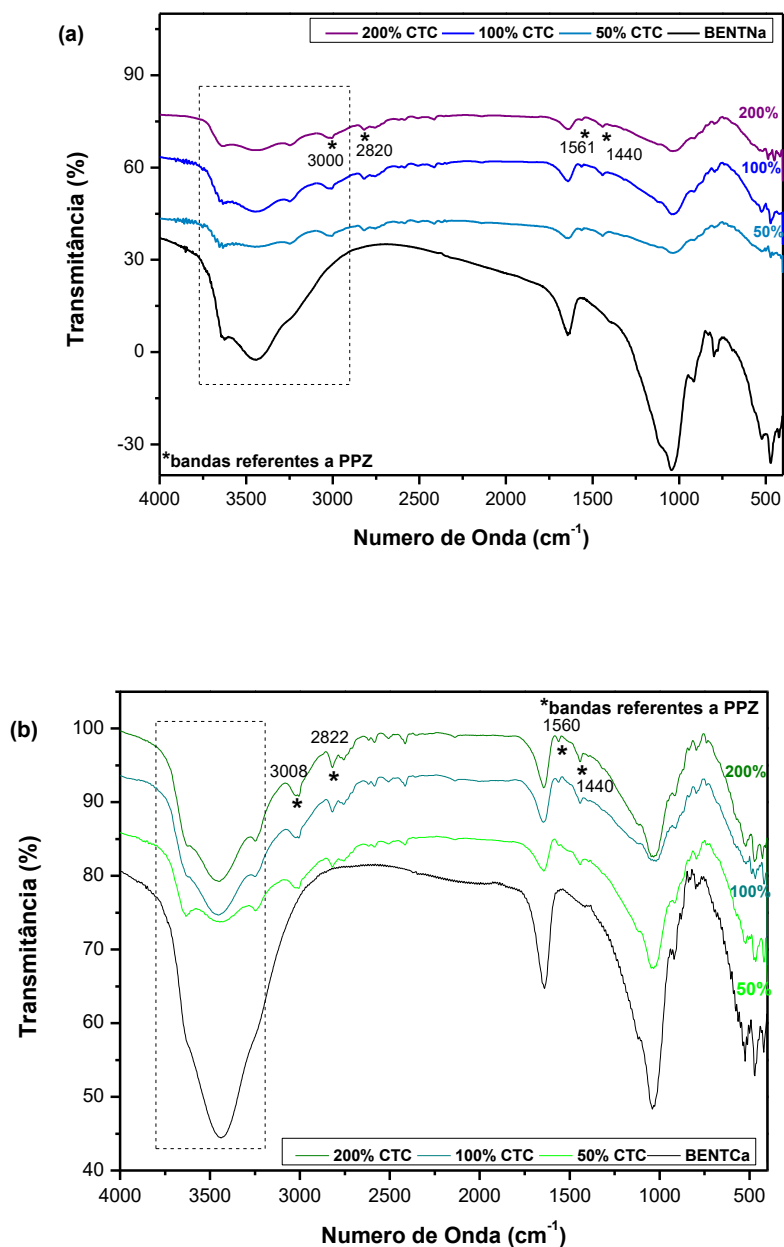 (a)
200% CTC 100% CTC 50% CTC BENTNa
90
60
30
0
-30
Transmitância (%)
200%
100%
50%
*
3000
*
2820
1561
*
*
1440
*bandas referentes a PPZ
4000 3500 3000 2500 2000 1500 1000 500
Numero de Onda (cm-1)
(b)
*bandas referentes a PPZ
100
90
80
70
60
50
40
Transmitância (%)
3008
*
2822
*
1560
*
*
1440
200%
100%
50%
200% CTC 100% CTC 50% CTC BENTCa
4000 3500 3000 2500 2000 1500 1000 500
Numero de Onda (cm-1)